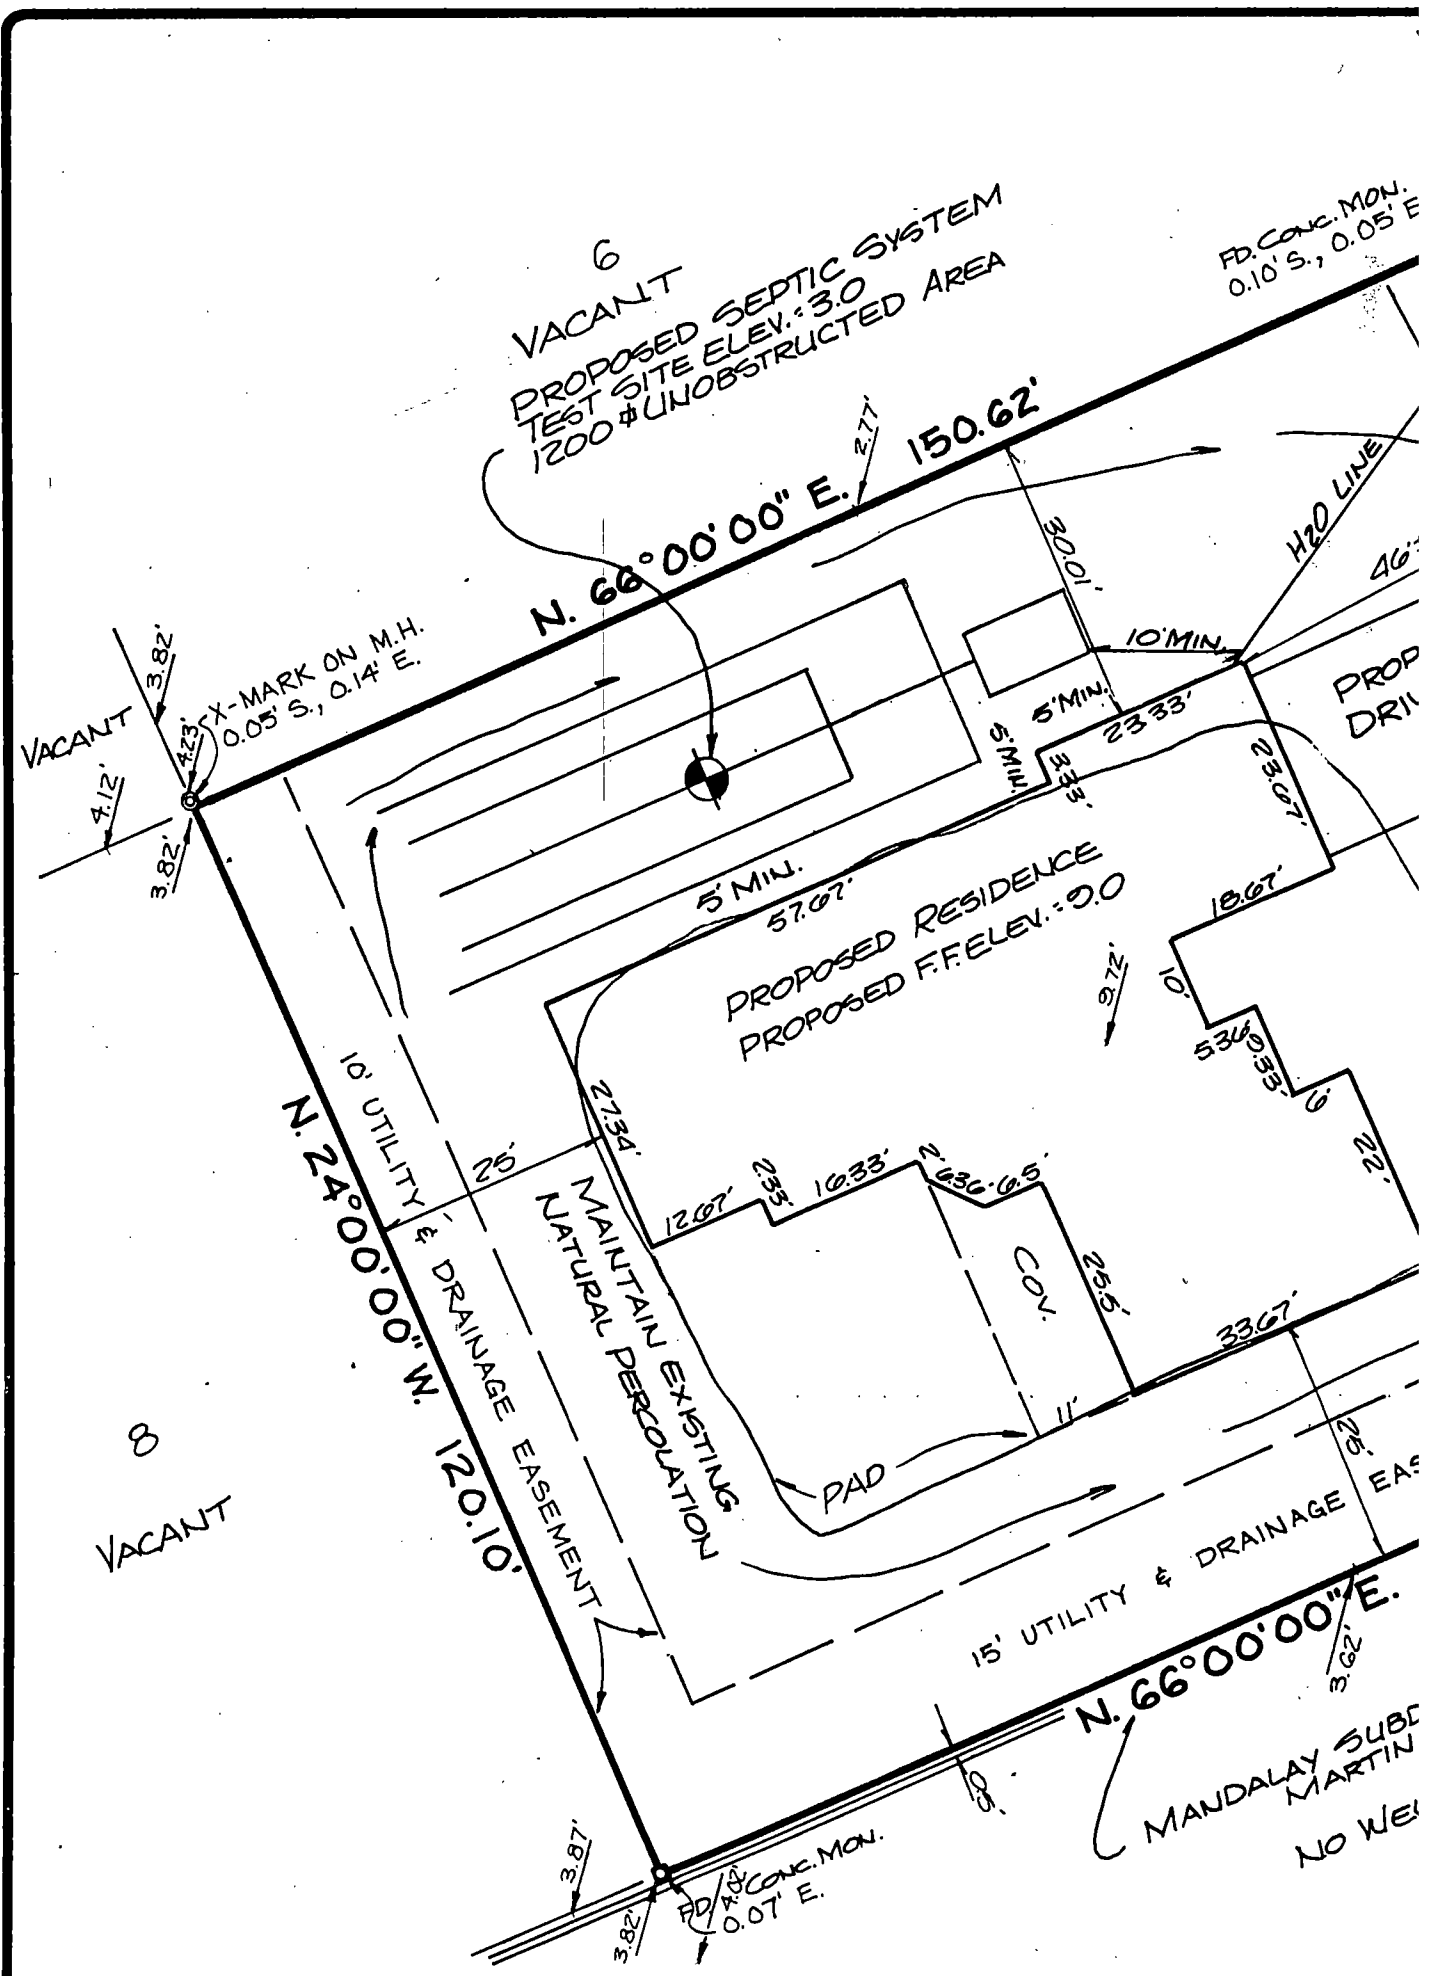 6
VACANT
PROPOSED SEPTIC SYSTEM
TEST SITE ELEV.: 3.0
1200 ⌗ UNOBSTRUCTED AREA
FD. CONC. MON.
0.10' S., 0.05' E
2.77'
N. 66°00'00" E. 150.62'
30.01'
H2O LINE
46'
10' MIN.
3.82'
X-MARK ON M.H.
0.05' S., 0.14' E.
VACANT
4.23'
4.12'
3.82'
5' MIN.
23.33'
5' MIN.
3.33'
PROP
DRIV
23.67'
5' MIN.
57.67'
PROPOSED RESIDENCE
PROPOSED F.F. ELEV.: 9.0
9.72'
18.67'
10'
5.36'
9.33'
6'
22'
27.34'
10' UTILITY & DRAINAGE EASEMENT
25'
12.67'
2.33'
16.33'
2'
6.36'
6.5'
N. 24°00'00" W. 120.10'
MAINTAIN EXISTING
NATURAL PERCOLATION
COV.
25.5'
33.67'
11'
PAD
25'
8
VACANT
15' UTILITY & DRAINAGE EAS
N. 66°00'00" E.
3.62'
MANDALAY SUBD
MARTIN
NO WE
3.87'
3.82'
FD. CONC. MON.
0.07' E.
4.02'